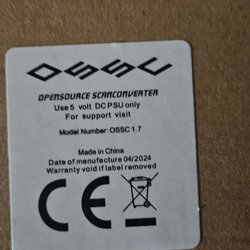 OSSC
OPENSOURCE SCANCONVERTER
Use 5 volt DC PSU only
For support visit
Model Number: OSSC 1.7
Made in China
Date of manufacture 04/2024
Warranty void if label removed
CE